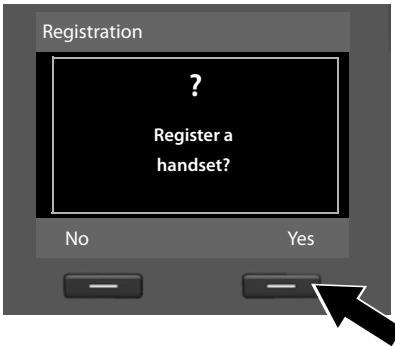 Registration
?
Register a
handset?
No Yes